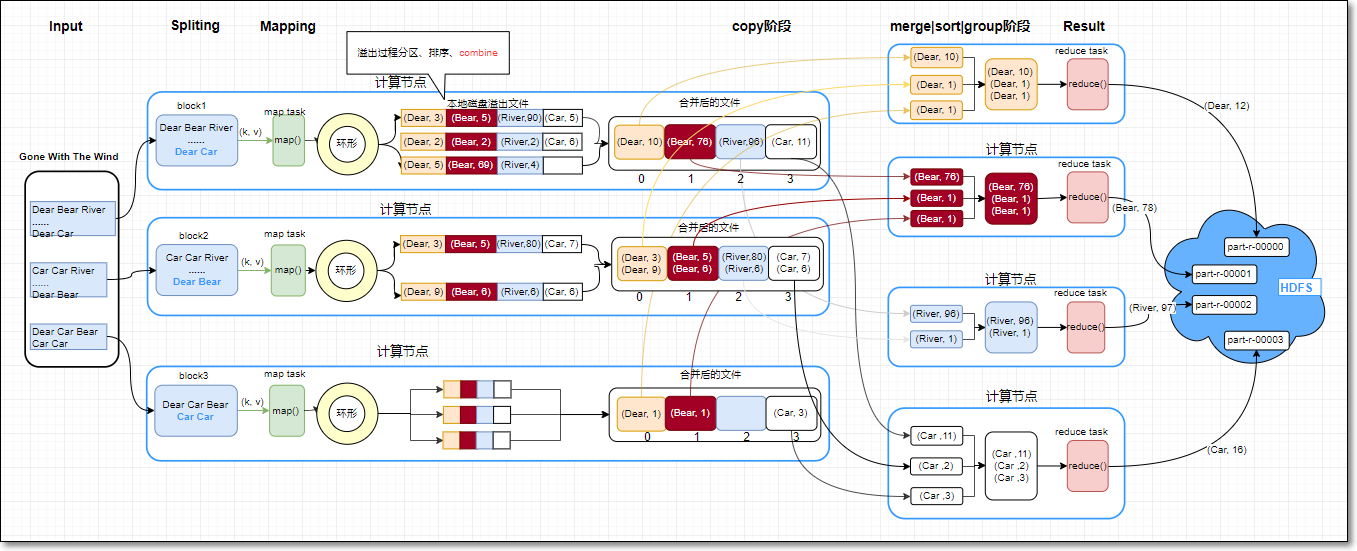 Input
Spliting
Mapping
copy阶段
merge|sort|group阶段
Result
溢出过程分区、排序、combine
Gone With The Wind
Dear Bear River
.....
Dear Car
Car Car River
......
Dear Bear
Dear Car Bear
Car Car
计算节点
block1
Dear Bear River
......
Dear Car
(k, v)
map task
map()
环形
本地磁盘溢出文件
(Dear, 3) (Bear, 5) (River,90) (Car, 5)
(Dear, 2) (Bear, 2) (River,2) (Car, 6)
(Dear, 5) (Bear, 69) (River,4)
合并后的文件
(Dear, 10) (Bear, 76) (River,96) (Car, 11)
0 1 2 3
计算节点
block2
Car Car River
......
Dear Bear
(k, v)
map task
map()
环形
(Dear, 3) (Bear, 5) (River,80) (Car, 7)
(Dear, 9) (Bear, 6) (River,6) (Car, 6)
合并后的文件
(Dear, 3) (Bear, 5) (River,80) (Car, 7)
(Dear, 9) (Bear, 6) (River,6) (Car, 6)
0 1 2 3
计算节点
block3
Dear Car Bear
Car Car
(k, v)
map task
map()
环形
合并后的文件
(Dear, 1) (Bear, 1) (Car, 3)
0 1 2 3
(Dear, 10)
(Dear, 1)
(Dear, 1)
(Dear, 10)
(Dear, 1)
(Dear, 1)
reduce task
reduce()
(Dear, 12)
计算节点
(Bear, 76)
(Bear, 1)
(Bear, 1)
(Bear, 76)
(Bear, 1)
(Bear, 1)
reduce task
reduce()
(Bear, 78)
计算节点
(River, 96)
(River, 1)
(River, 96)
(River, 1)
reduce task
reduce()
(River, 97)
计算节点
(Car ,11)
(Car ,2)
(Car ,3)
(Car ,11)
(Car ,2)
(Car ,3)
reduce task
reduce()
(Car, 16)
part-r-00000
part-r-00001
part-r-00002
part-r-00003
HDFS